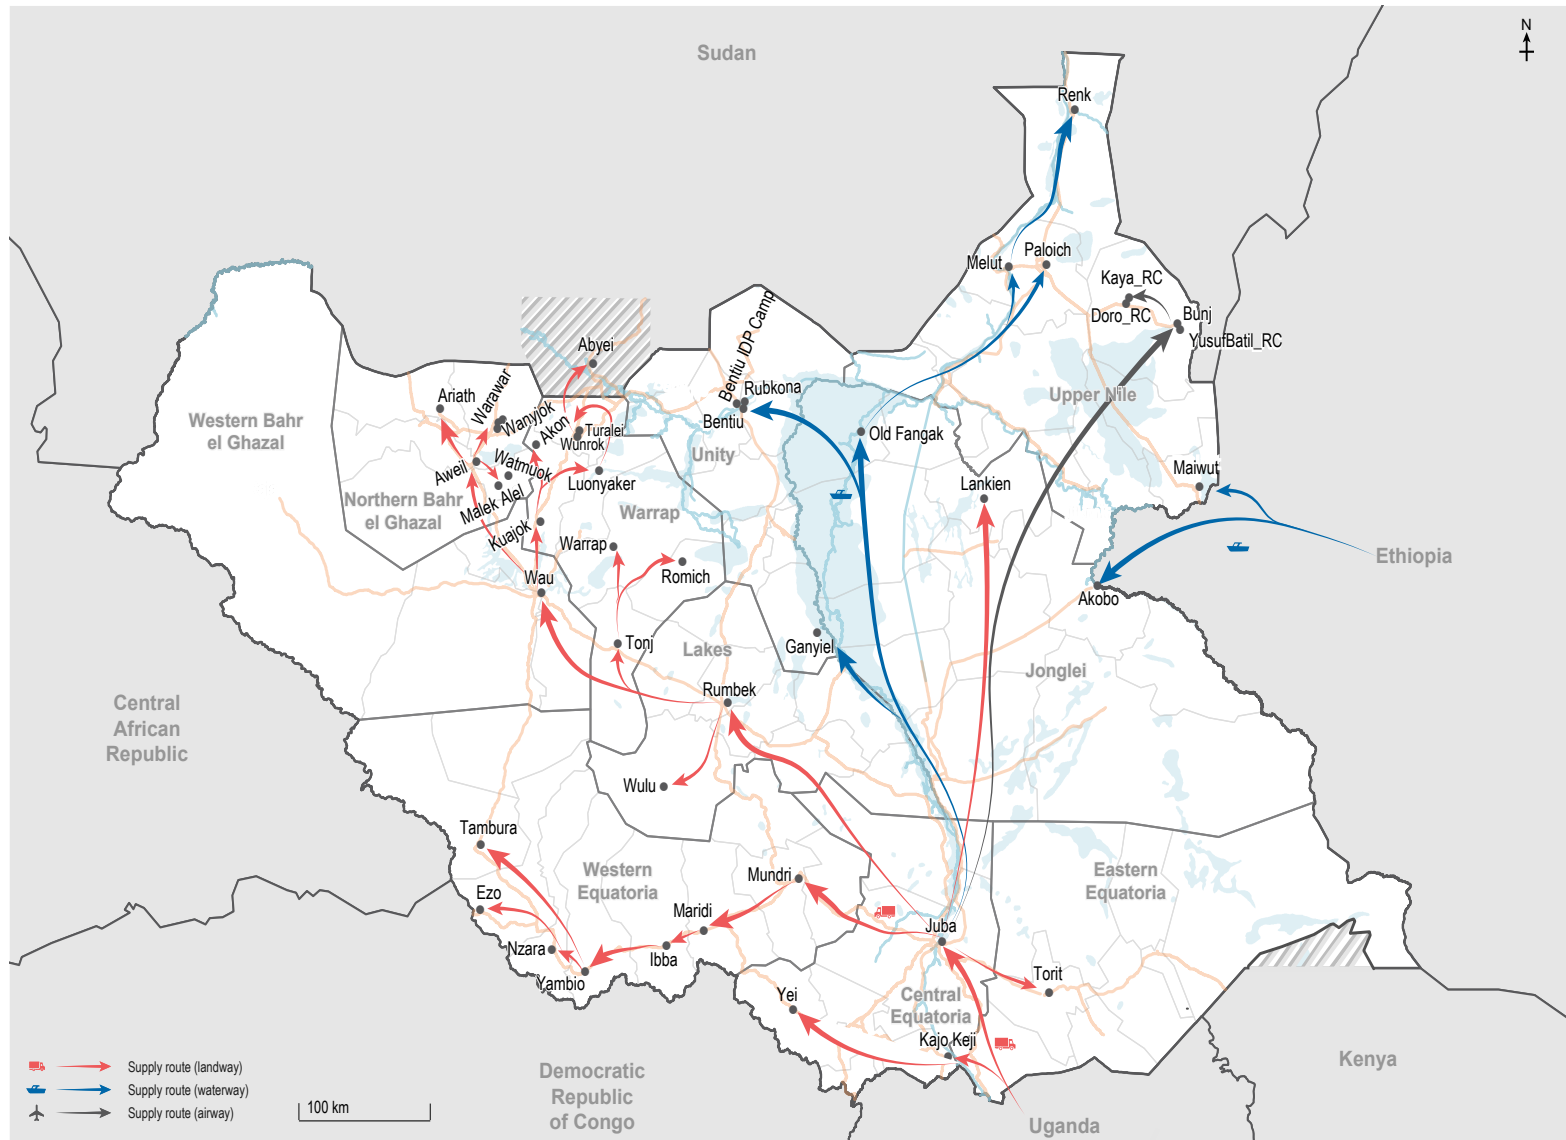 Sudan
N
Renk
Melut
Paloich
Kaya_RC
Doro_RC
Bunj
YusufBatil_RC
Abyei
Bentiu IDP Camp
Rubkona
Bentiu
Ariath
Warawar
Wanyjok
Akon
Turalei
Wunrok
Western Bahr
el Ghazal
Upper Nile
Old Fangak
Unity
Aweil
Watmuok
Malek Alel
Luonyaker
Northern Bahr
el Ghazal
Lankien
Maiwut
Warrap
Kuajok
Warrap
Romich
Ethiopia
Wau
Akobo
Tonj
Lakes
Ganyiel
Jonglei
Rumbek
Central
African
Republic
Wulu
Tambura
Western
Equatoria
Mundri
Eastern
Equatoria
Ezo
Maridi
Juba
Nzara
Ibba
Yambio
Torit
Yei
Central
Equatoria
Kajo Keji
Kenya
Democratic
Republic
of Congo
Uganda
Supply route (landway)
Supply route (waterway)
Supply route (airway)
100 km